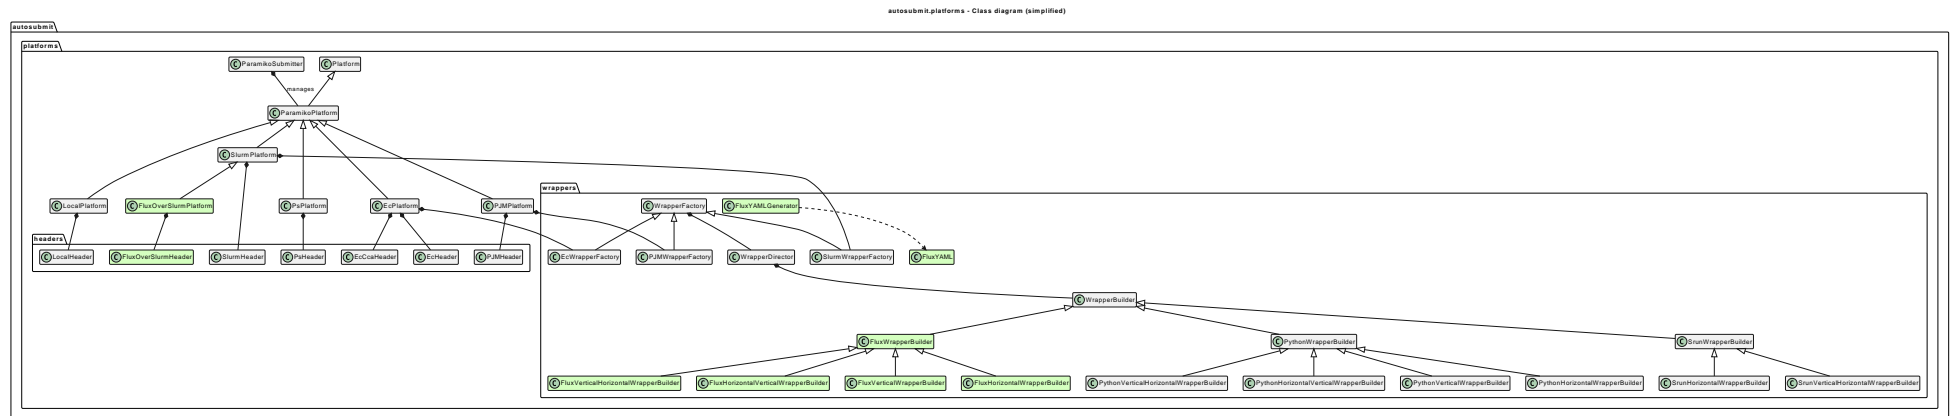 autosubmit.platforms - Class diagram (simplified)
autosubmit
platforms
C ParamikoSubmitter
C Platform
manages
C ParamikoPlatform
C SlurmPlatform
wrappers
C LocalPlatform
C FluxOverSlurmPlatform
C PsPlatform
C EcPlatform
C PJMPlatform
C WrapperFactory
C FluxYAMLGenerator
headers
C LocalHeader
C FluxOverSlurmHeader
C SlurmHeader
C PsHeader
C EcCcaHeader
C EcHeader
C PJMHeader
C EcWrapperFactory
C PJMWrapperFactory
C WrapperDirector
C SlurmWrapperFactory
C FluxYAML
C WrapperBuilder
C FluxWrapperBuilder
C PythonWrapperBuilder
C SrunWrapperBuilder
C FluxVerticalHorizontalWrapperBuilder
C FluxHorizontalVerticalWrapperBuilder
C FluxVerticalWrapperBuilder
C FluxHorizontalWrapperBuilder
C PythonVerticalHorizontalWrapperBuilder
C PythonHorizontalVerticalWrapperBuilder
C PythonVerticalWrapperBuilder
C PythonHorizontalWrapperBuilder
C SrunHorizontalWrapperBuilder
C SrunVerticalHorizontalWrapperBuilder